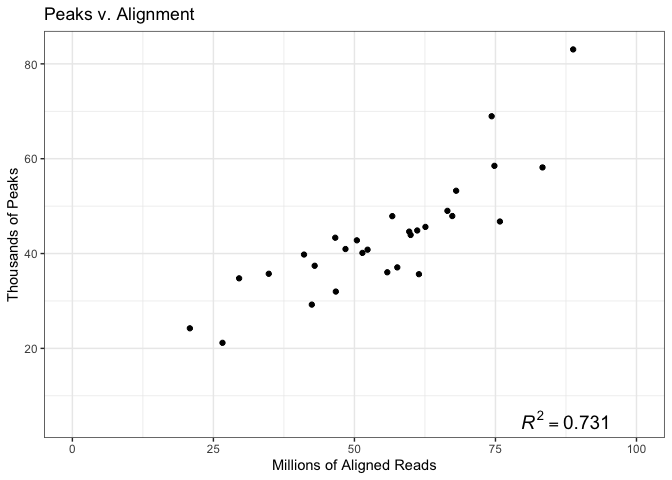 Peaks v. Alignment
80
60
40
20
Thousands of Peaks
R² = 0.731
0 25 50 75 100
Millions of Aligned Reads